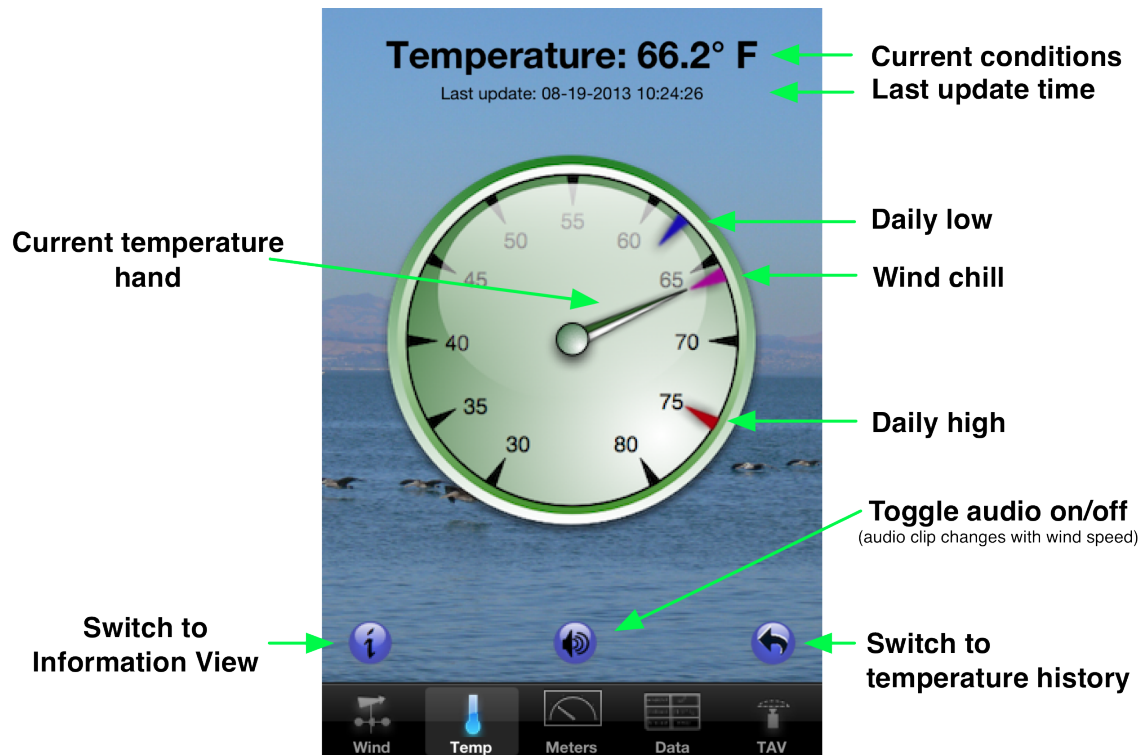 Temperature: 66.2° F
Current conditions
Last update: 08-19-2013 10:24:26
Last update time
Daily low
55
50
60
Current temperature
hand
Wind chill
45
65
40
70
35
75
Daily high
30
80
Toggle audio on/off
(audio clip changes with wind speed)
Switch to
Information View
i
Switch to
temperature history
Wind
Temp
Meters
Data
TAV